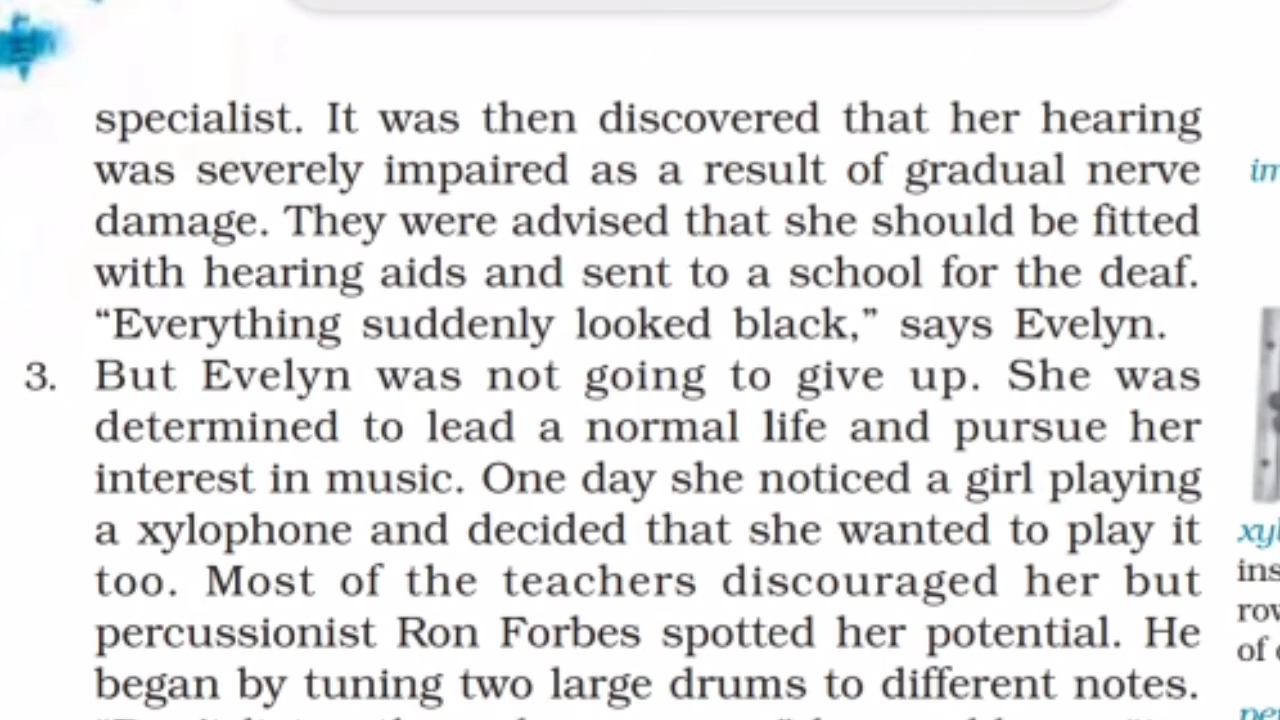 specialist. It was then discovered that her hearing
was severely impaired as a result of gradual nerve
damage. They were advised that she should be fitted
with hearing aids and sent to a school for the deaf.
“Everything suddenly looked black,” says Evelyn.
3. But Evelyn was not going to give up. She was
determined to lead a normal life and pursue her
interest in music. One day she noticed a girl playing
a xylophone and decided that she wanted to play it
too. Most of the teachers discouraged her but
percussionist Ron Forbes spotted her potential. He
began by tuning two large drums to different notes.